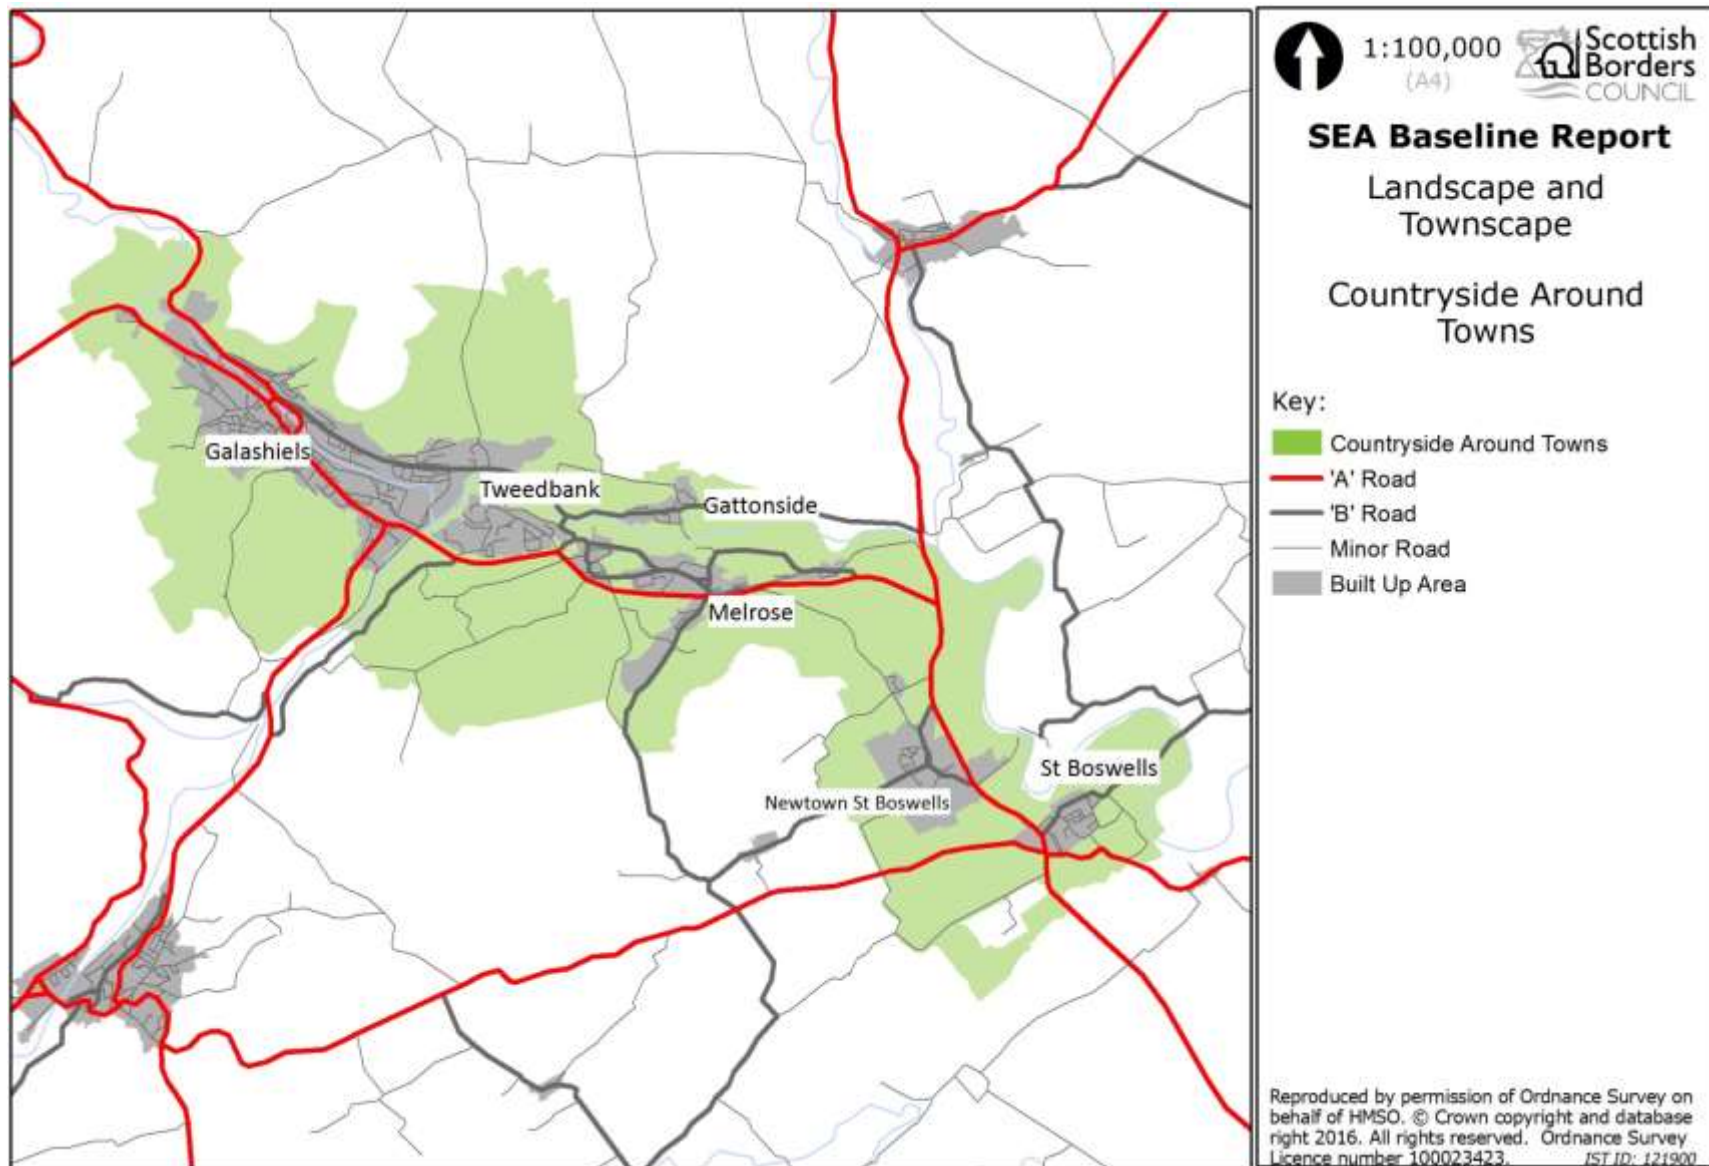 1:100,000
(A4)
Scottish
Borders
COUNCIL
SEA Baseline Report
Landscape and
Townscape
Countryside Around
Towns
Key:
Countryside Around Towns
'A' Road
'B' Road
Minor Road
Built Up Area
Galashiels
Tweedbank
Gattonside
Melrose
St Boswells
Newtown St Boswells
Reproduced by permission of Ordnance Survey on
behalf of HMSO. © Crown copyright and database
right 2016. All rights reserved. Ordnance Survey
Licence number 100023423. IST ID: 121900